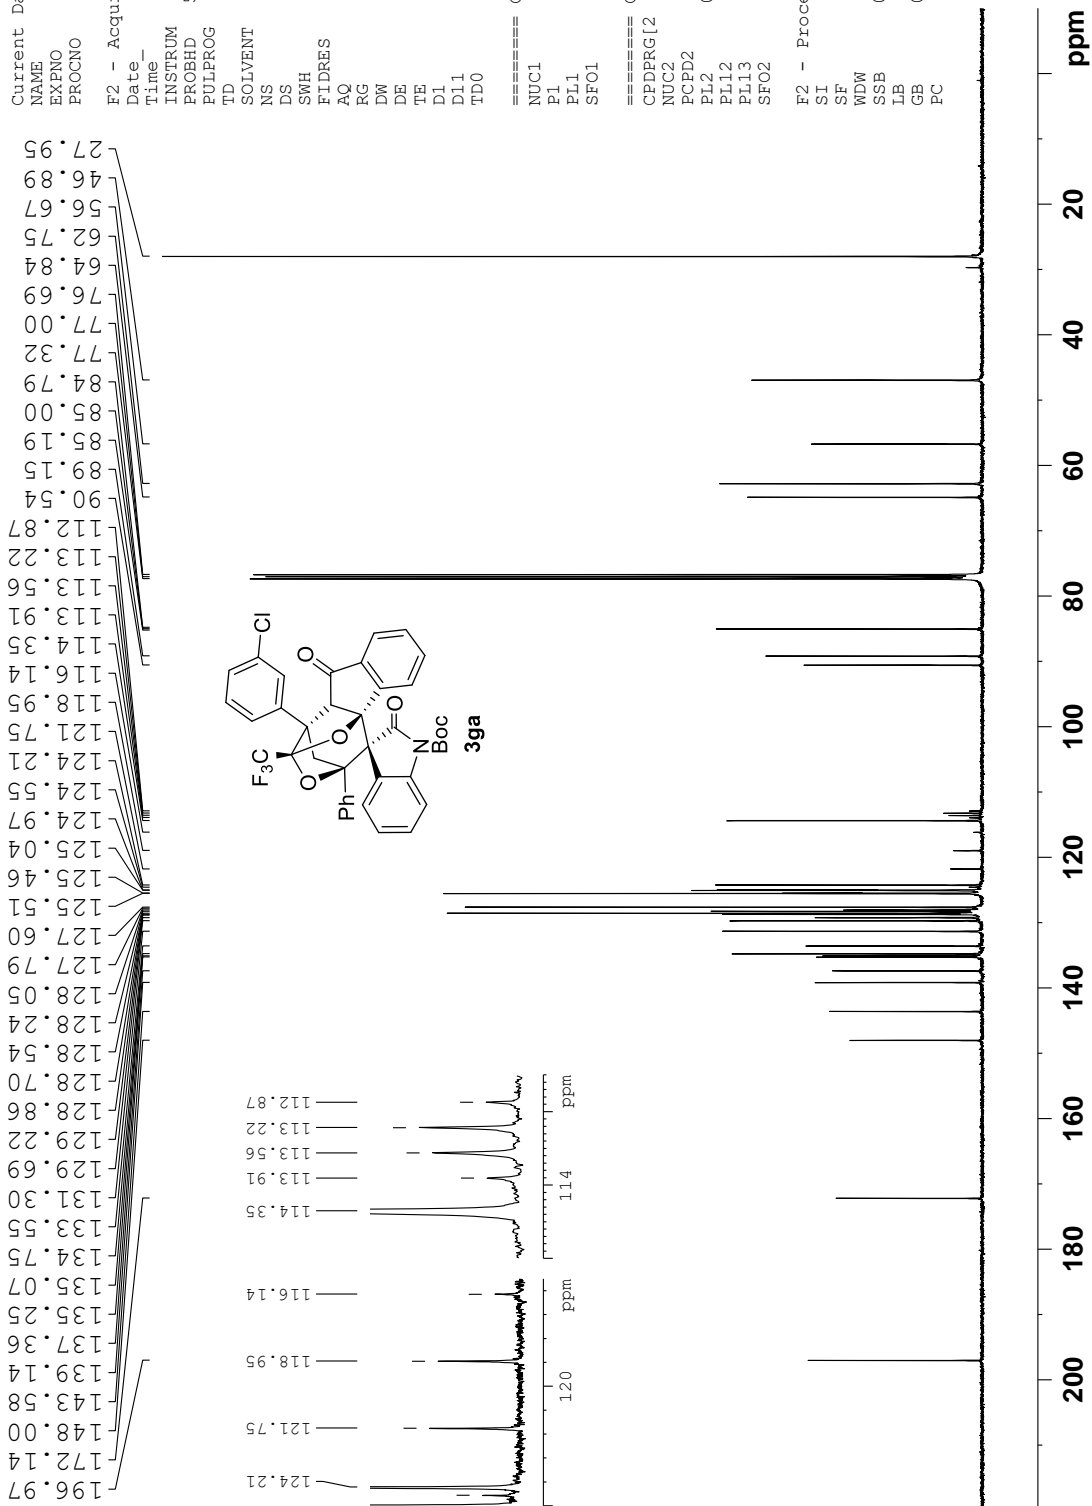 Current Da
NAME
EXPNO
PROCNO
F2 - Acqui
Date_
Time
INSTRUM
PROBHD
PULPROG
TD
SOLVENT
NS
DS
SWH
FIDRES
AQ
RG
DW
DE
TE
D1
D11
TD0
======== C
NUC1
P1
PL1
SFO1
======== C
CPDPRG[2
NUC2
PCPD2
PL2
PL12
PL13
SFO2
F2 - Proce
SI
SF
WDW
SSB
LB
GB
PC
196.97
172.14
148.00
143.58
139.14
137.36
135.25
135.07
134.75
133.55
131.30
129.69
129.22
128.86
128.70
128.54
128.24
128.05
127.79
127.60
125.51
125.46
125.04
124.97
124.55
124.21
121.75
118.95
116.14
114.35
113.91
113.56
113.22
112.87
90.54
89.15
85.19
85.00
84.79
77.32
77.00
76.69
64.84
62.75
56.67
46.89
27.95
Cl
F3C
O
O
O
O
Ph
N
Boc
3ga
124.21
121.75
118.95
116.14
120
ppm
114.35
113.91
113.56
113.22
112.87
114
ppm
200
180
160
140
120
100
80
60
40
20
ppm